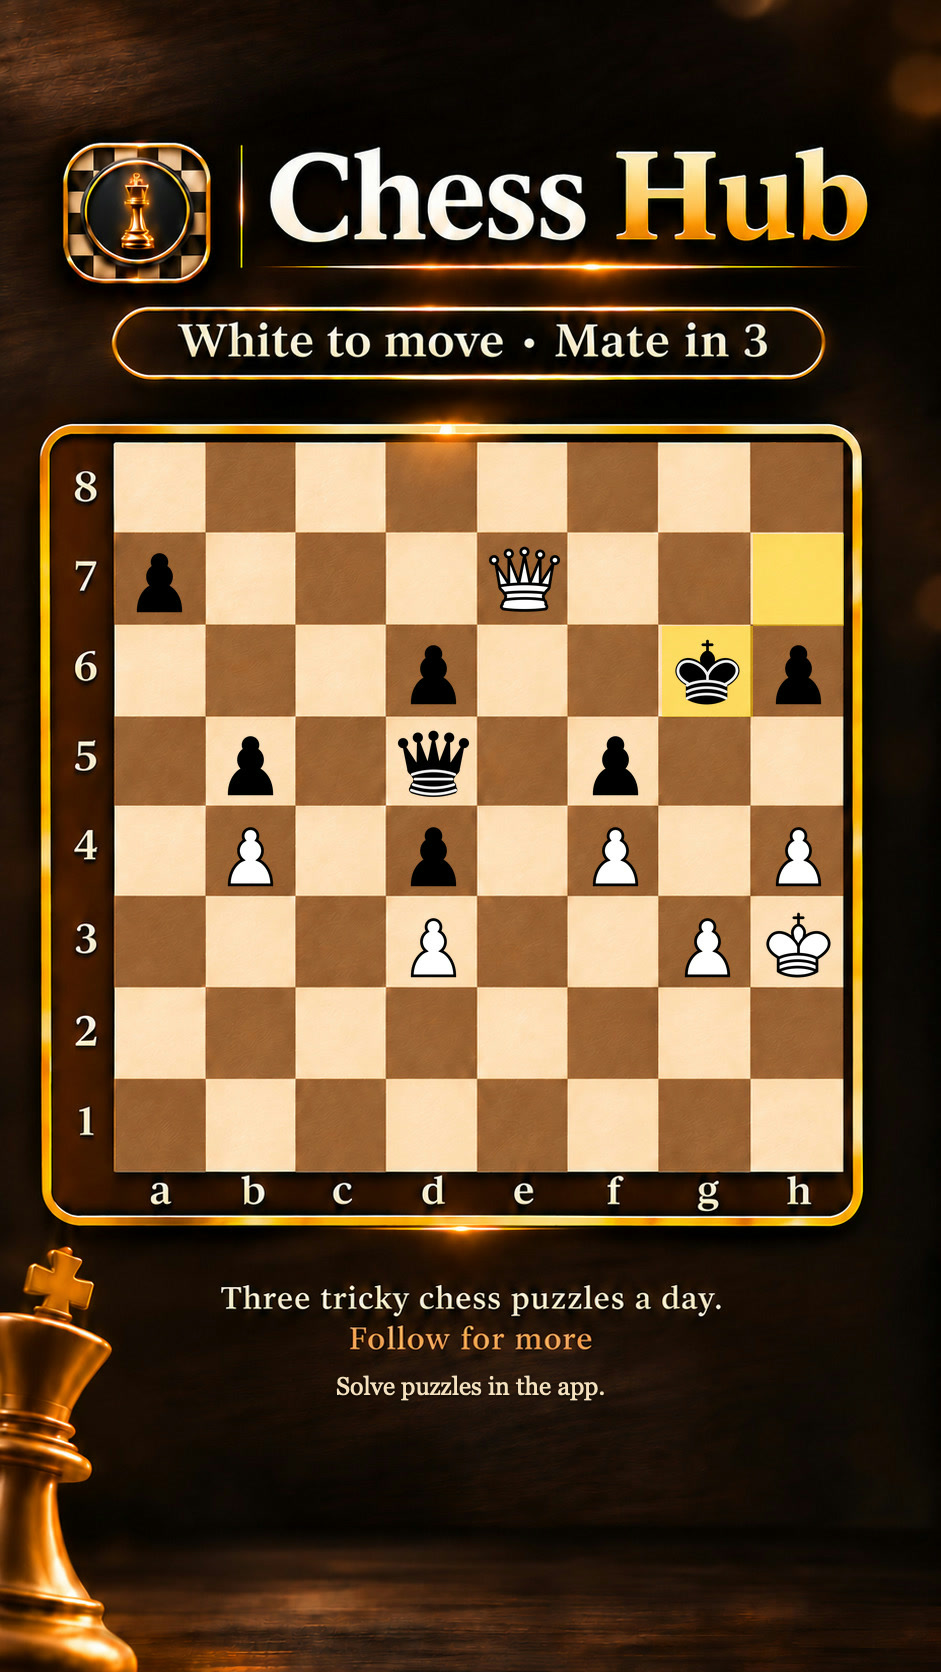 Chess Hub
White to move • Mate in 3
8
7
6
5
4
3
2
1
a b c d e f g h
Three tricky chess puzzles a day.
Follow for more
Solve puzzles in the app.